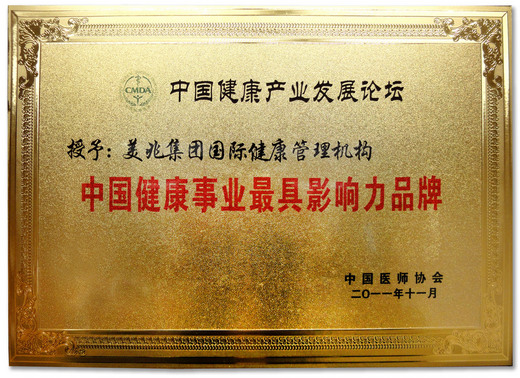 CMDA
中国健康产业发展论坛
授予：美兆集团国际健康管理机构
中国健康事业最具影响力品牌
中国医师协会
二〇一一年十一月